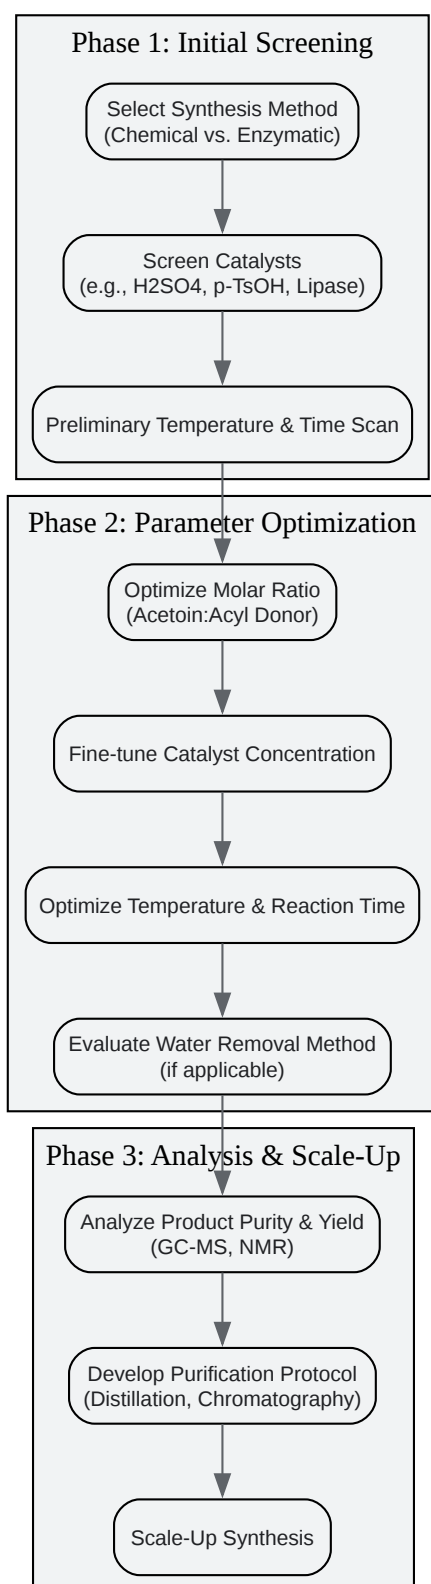 Phase 1: Initial Screening
Select Synthesis Method
(Chemical vs. Enzymatic)
Screen Catalysts
(e.g., H2SO4, p-TsOH, Lipase)
Preliminary Temperature & Time Scan
Phase 2: Parameter Optimization
Optimize Molar Ratio
(Acetoin:Acyl Donor)
Fine-tune Catalyst Concentration
Optimize Temperature & Reaction Time
Evaluate Water Removal Method
(if applicable)
Phase 3: Analysis & Scale-Up
Analyze Product Purity & Yield
(GC-MS, NMR)
Develop Purification Protocol
(Distillation, Chromatography)
Scale-Up Synthesis